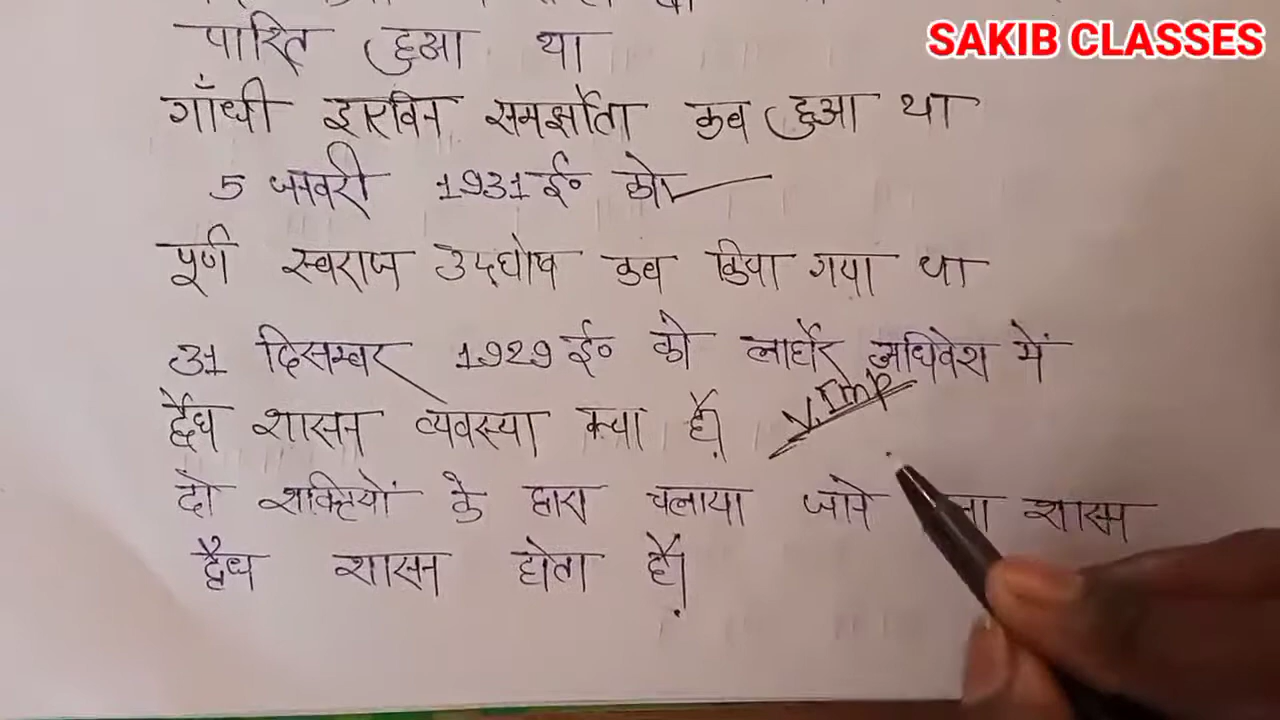 SAKIB CLASSES
पारित हुआ था
गाँधी इरविन समझौता कब हुआ था
5 जनवरी 1931 ई० को
पूर्ण स्वराज उद्घोष कब किया गया था
31 दिसम्बर 1929 ई० को लाहौर अधिवेश में
द्वैध शासन व्यवस्था क्या है। V.Imp
दो शक्तियों के द्वारा चलाया जाने शासन
द्वैध शासन होता है।